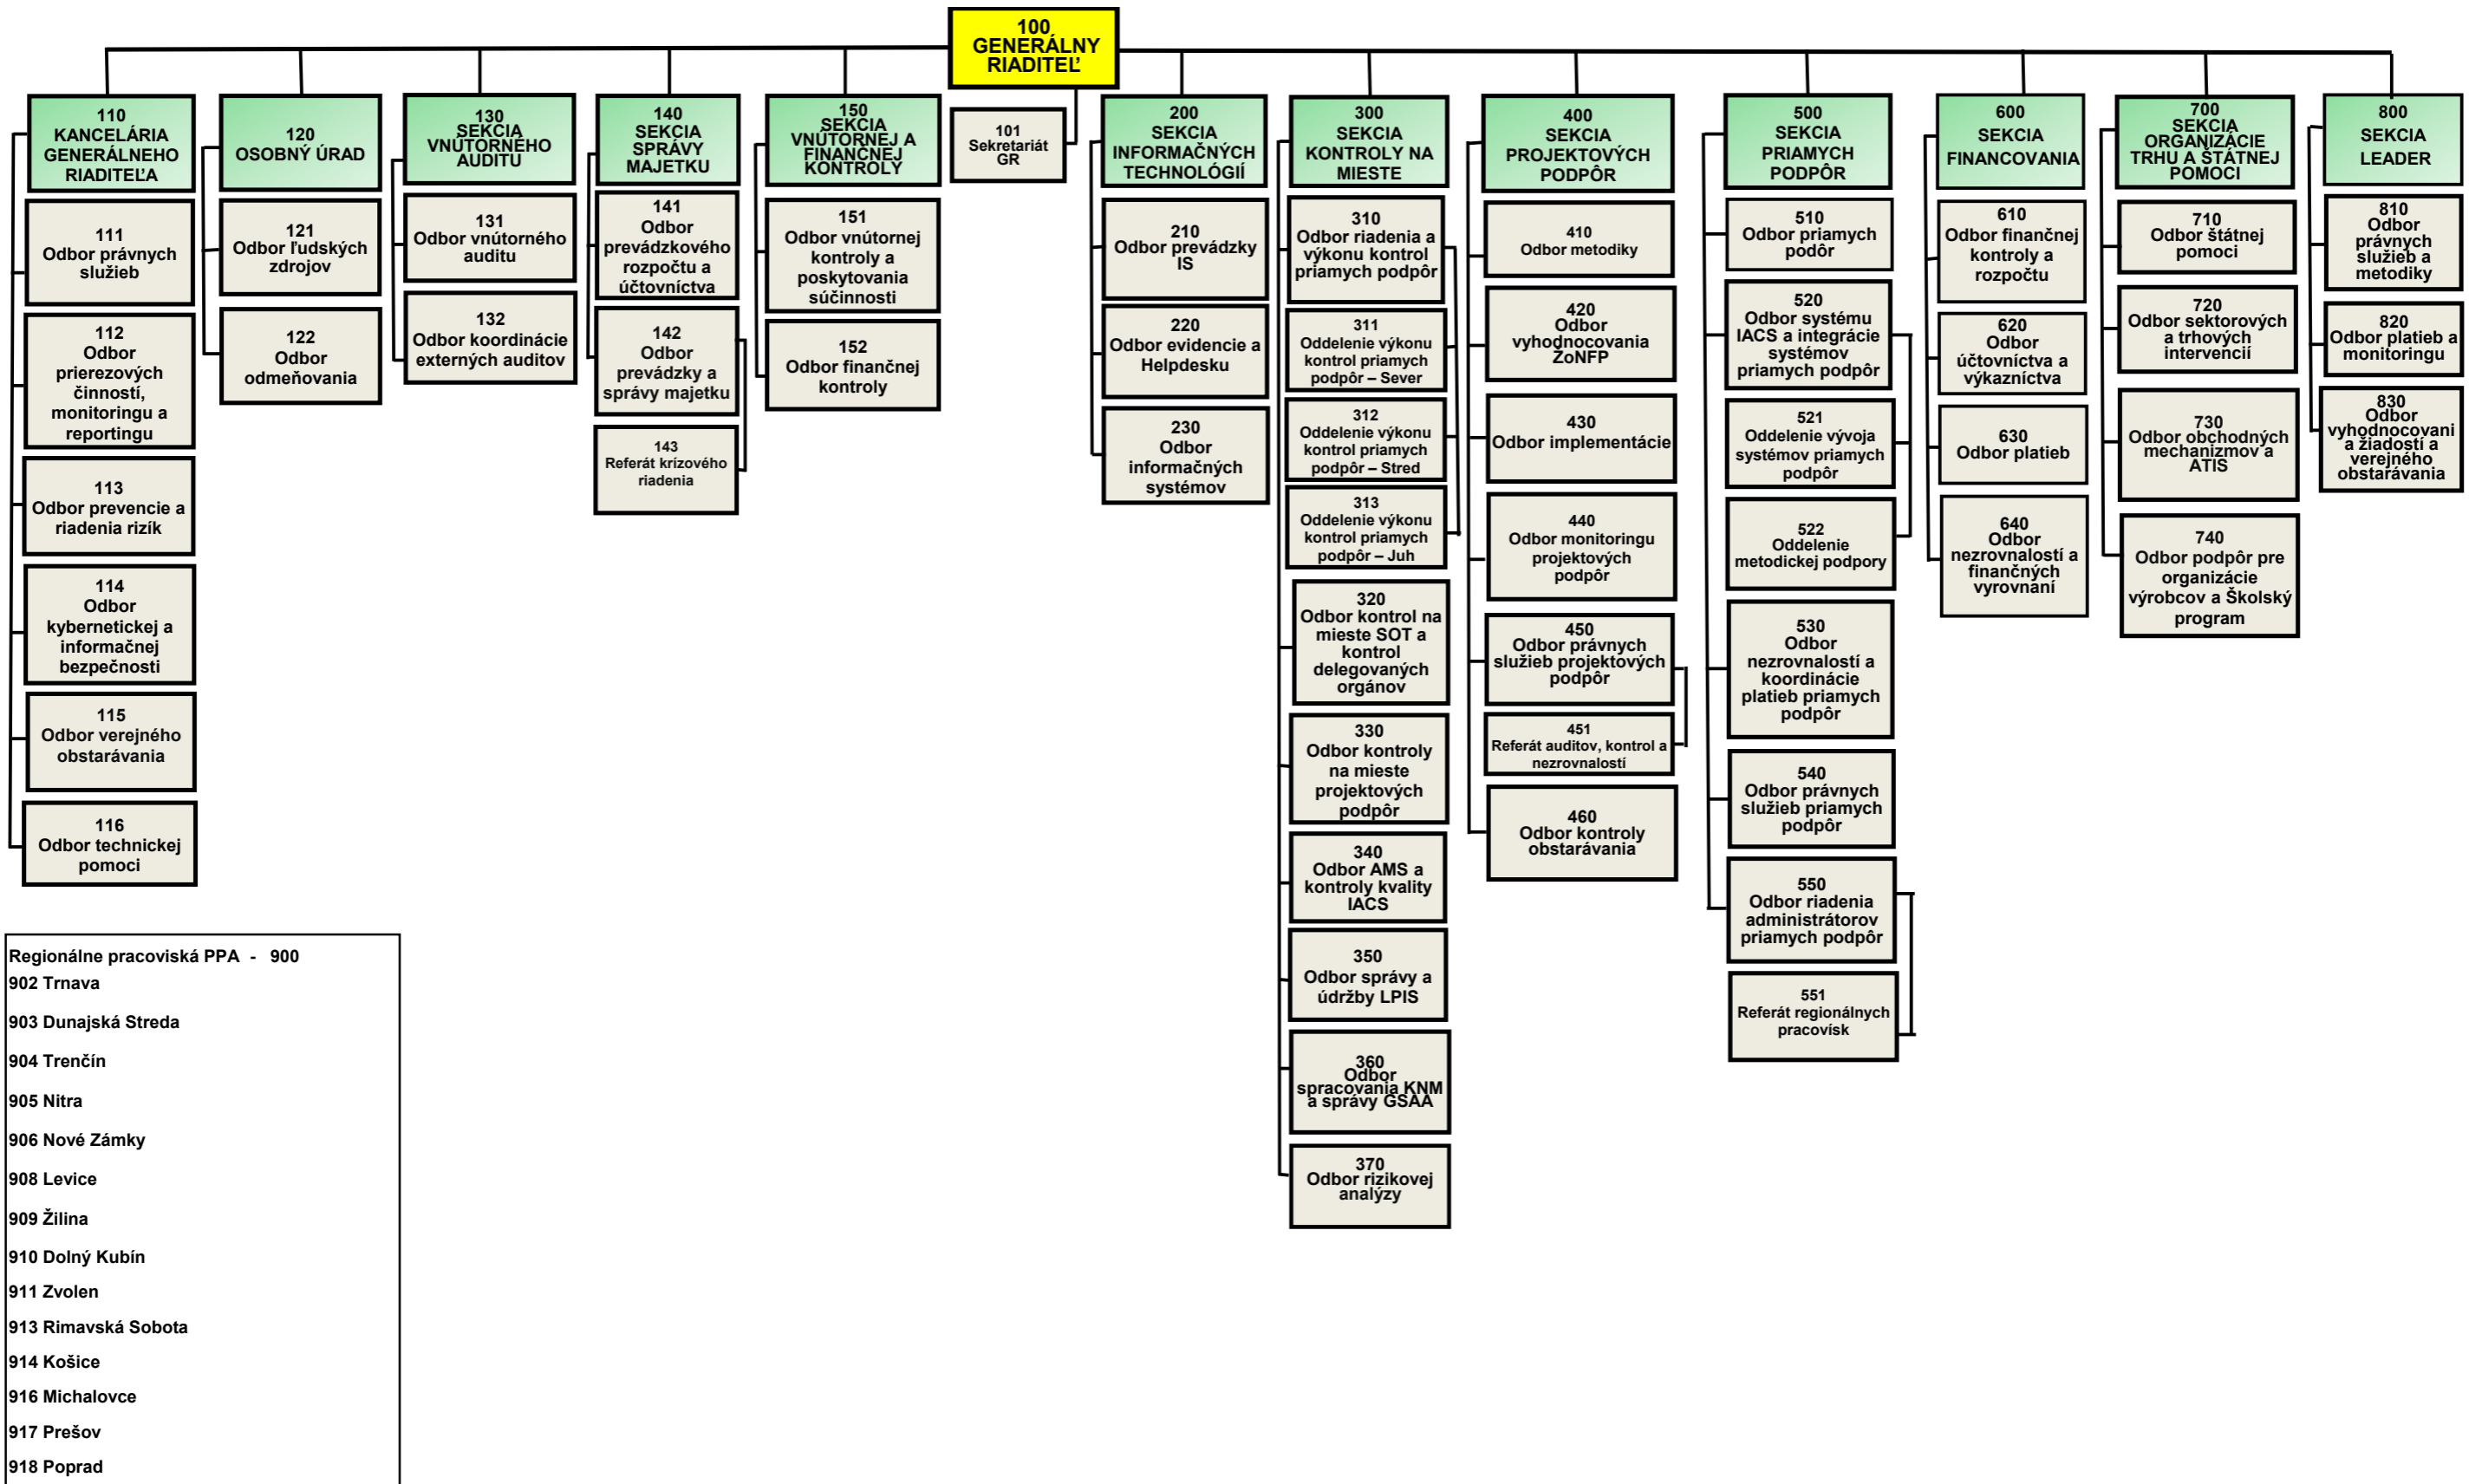 100
GENERÁLNY
RIADITEĽ
110
KANCELÁRIA
GENERÁLNEHO
RIADITEĽA
111
Odbor právnych
služieb
112
Odbor
prierezových
činností,
monitoringu a
reportingu
113
Odbor prevencie a
riadenia rizík
114
Odbor
kybernetickej a
informačnej
bezpečnosti
115
Odbor verejného
obstarávania
116
Odbor technickej
pomoci
120
OSOBNÝ ÚRAD
121
Odbor ľudských
zdrojov
122
Odbor
odmeňovania
130
SEKCIA
VNÚTORNÉHO
AUDITU
131
Odbor vnútorného
auditu
132
Odbor koordinácie
externých auditov
140
SEKCIA
SPRÁVY
MAJETKU
141
Odbor
prevádzkového
rozpočtu a
účtovníctva
142
Odbor
prevádzky a
správy majetku
143
Referát krízového
riadenia
150
SEKCIA
VNÚTORNEJ A
FINANČNEJ
KONTROLY
151
Odbor vnútornej
kontroly a
poskytovania
súčinnosti
152
Odbor finančnej
kontroly
101
Sekretariát
GR
200
SEKCIA
INFORMAČNÝCH
TECHNOLÓGIÍ
210
Odbor prevádzky
IS
220
Odbor evidencie a
Helpdesku
230
Odbor
informačných
systémov
300
SEKCIA
KONTROLY NA
MIESTE
310
Odbor riadenia a
výkonu kontrol
priamych podpôr
311
Oddelenie výkonu
kontrol priamych
podpôr – Sever
312
Oddelenie výkonu
kontrol priamych
podpôr – Stred
313
Oddelenie výkonu
kontrol priamych
podpôr – Juh
320
Odbor kontrol na
mieste SOT a
kontrol
delegovaných
orgánov
330
Odbor kontroly
na mieste
projektových
podpôr
340
Odbor AMS a
kontroly kvality
IACS
350
Odbor správy a
údržby LPIS
360
Odbor
spracovania KNM
a správy GSAA
370
Odbor rizikovej
analýzy
400
SEKCIA
PROJEKTOVÝCH
PODPÔR
410
Odbor metodiky
420
Odbor
vyhodnocovania
ŽoNFP
430
Odbor implementácie
440
Odbor monitoringu
projektových
podpôr
450
Odbor právnych
služieb projektových
podpôr
451
Referát auditov, kontrol a
nezrovnalostí
460
Odbor kontroly
obstarávania
500
SEKCIA
PRIAMYCH
PODPÔR
510
Odbor priamych
podôr
520
Odbor systému
IACS a integrácie
systémov
priamych podpôr
521
Oddelenie vývoja
systémov priamych
podpôr
522
Oddelenie
metodickej podpory
530
Odbor
nezrovnalostí a
koordinácie
platieb priamych
podpôr
540
Odbor právnych
služieb priamych
podpôr
550
Odbor riadenia
administrátorov
priamych podpôr
551
Referát regionálnych
pracovísk
600
SEKCIA
FINANCOVANIA
610
Odbor finančnej
kontroly a
rozpočtu
620
Odbor
účtovníctva a
výkazníctva
630
Odbor platieb
640
Odbor
nezrovnalostí a
finančných
vyrovnaní
700
SEKCIA
ORGANIZÁCIE
TRHU A ŠTÁTNEJ
POMOCI
710
Odbor štátnej
pomoci
720
Odbor sektorových
a trhových
intervencií
730
Odbor obchodných
mechanizmov a
ATIS
740
Odbor podpôr pre
organizácie
výrobcov a Školský
program
800
SEKCIA
LEADER
810
Odbor
právnych
služieb a
metodiky
820
Odbor platieb a
monitoringu
830
Odbor
vyhodnocovani
a žiadostí a
verejného
obstarávania
Regionálne pracoviská PPA - 900
902 Trnava
903 Dunajská Streda
904 Trenčín
905 Nitra
906 Nové Zámky
908 Levice
909 Žilina
910 Dolný Kubín
911 Zvolen
913 Rimavská Sobota
914 Košice
916 Michalovce
917 Prešov
918 Poprad